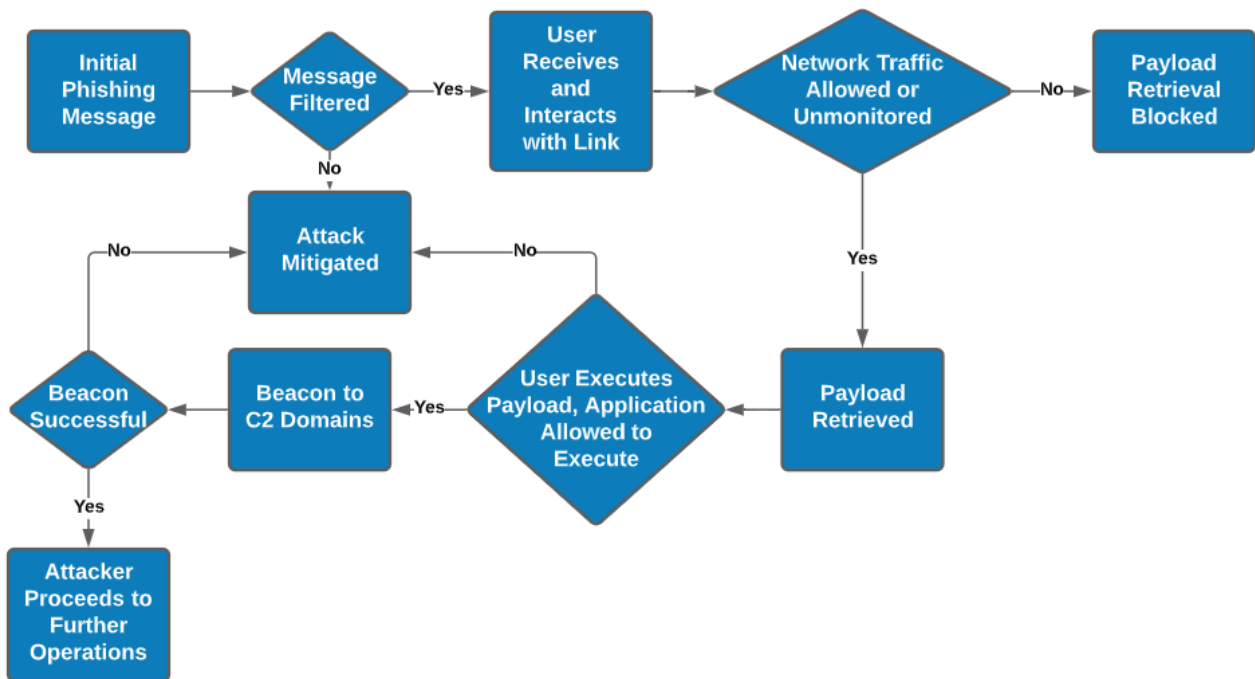 Initial
Phishing
Message
Message
Filtered
Yes
User
Receives
and
Interacts
with Link
Network Traffic
Allowed or
Unmonitored
No
Payload
Retrieval
Blocked
No
Attack
Mitigated
No
No
Yes
Beacon
Successful
Beacon to
C2 Domains
Yes
User Executes
Payload, Application
Allowed to
Execute
Payload
Retrieved
Yes
Attacker
Proceeds to
Further
Operations